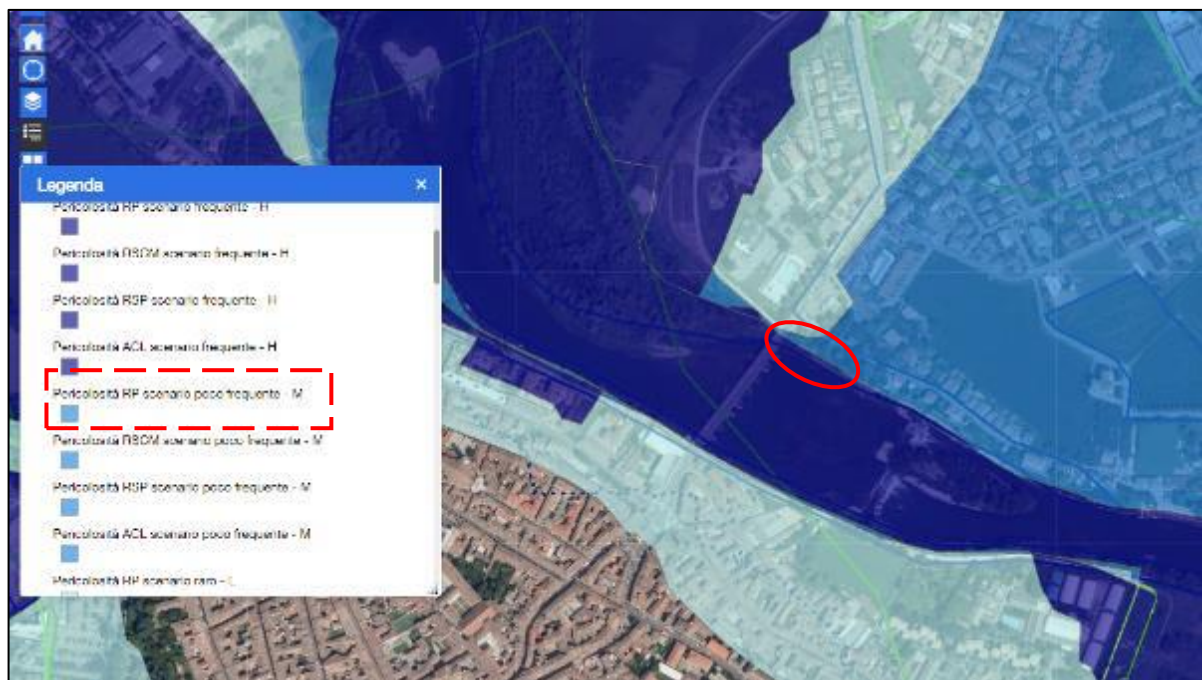 Legenda ×
Pericolosità RP scenario frequente - H
Pericolosità RSCM scenario frequente - H
Pericolosità RSP scenario frequente - H
Pericolosità ACL scenario frequente - H
Pericolosità RP scenario poco frequente - M
Pericolosità RSCM scenario poco frequente - M
Pericolosità RSP scenario poco frequente - M
Pericolosità ACL scenario poco frequente - M
Pericolosità RP scenario raro - L